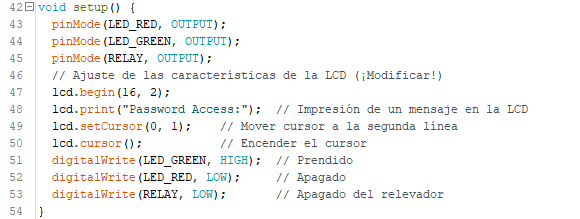 42 void setup() {
43 pinMode(LED_RED, OUTPUT);
44 pinMode(LED_GREEN, OUTPUT);
45 pinMode(RELAY, OUTPUT);
46 // Ajuste de las características de la LCD (¡Modificar!)
47 lcd.begin(16, 2);
48 lcd.print("Password Access:");  // Impresión de un mensaje en la LCD
49 lcd.setCursor(0, 1);    // Mover cursor a la segunda línea
50 lcd.cursor();           // Encender el cursor
51 digitalWrite(LED_GREEN, HIGH);  // Prendido
52 digitalWrite(LED_RED, LOW);     // Apagado
53 digitalWrite(RELAY, LOW);       // Apagado del relevador
54 }